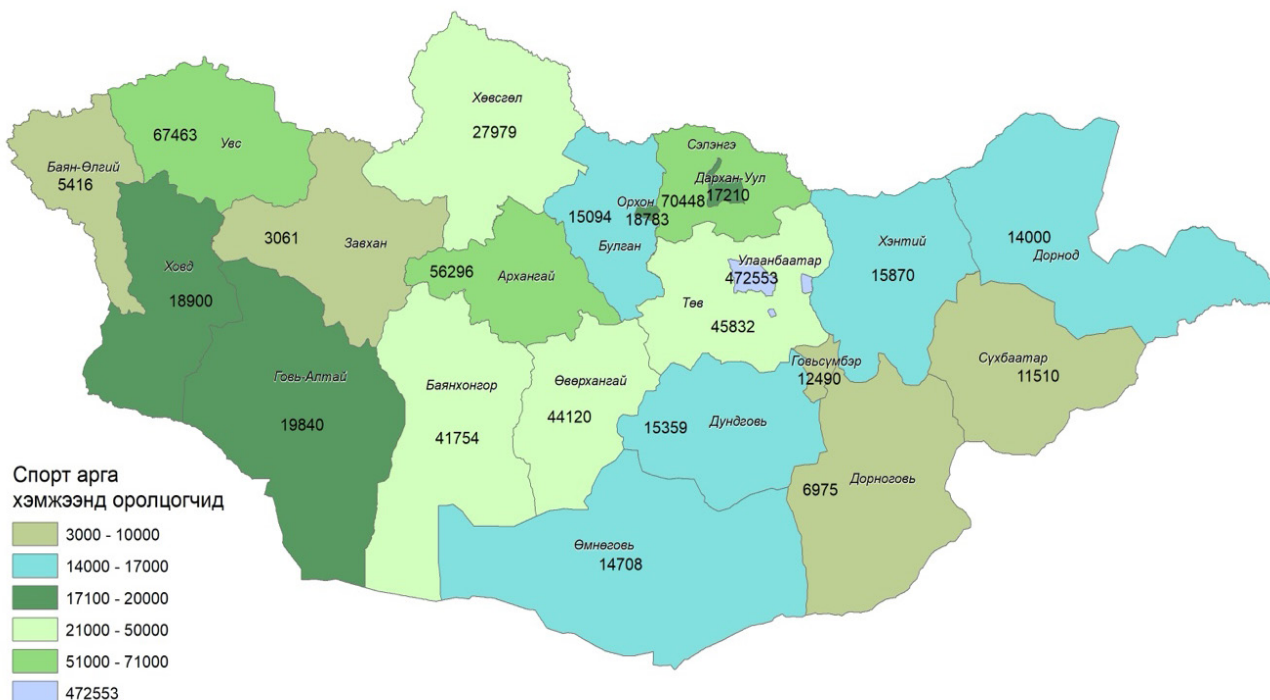 Хөвсгөл
27979
67463
Увс
Баян-Өлгий
5416
Сэлэнгэ
Дархан-Уул
70448
17210
Орхон
18783
15094
Булган
3061
Завхан
14000
Дорнод
Хэнтий
15870
Улаанбаатар
472553
Ховд
18900
56296
Архангай
Төв
45832
Говьсүмбэр
12490
Сүхбаатар
11510
Говь-Алтай
19840
Баянхонгор
41754
Өвөрхангай
44120
15359
Дундговь
6975
Дорноговь
Өмнөговь
14708
Спорт арга
хэмжээнд оролцогчид
3000 - 10000
14000 - 17000
17100 - 20000
21000 - 50000
51000 - 71000
472553